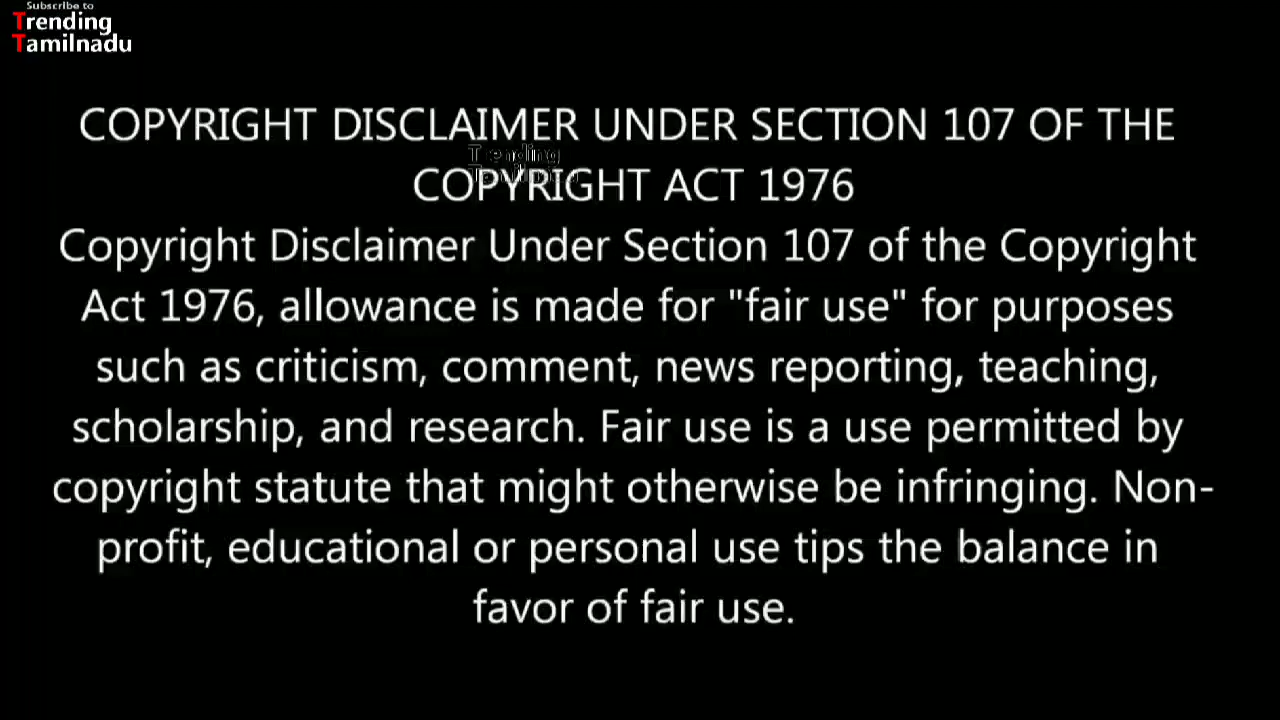 Subscribe to
Trending
Tamilnadu
COPYRIGHT DISCLAIMER UNDER SECTION 107 OF THE
Trending
COPYRIGHT ACT 1976
Copyright Disclaimer Under Section 107 of the Copyright
Act 1976, allowance is made for "fair use" for purposes
such as criticism, comment, news reporting, teaching,
scholarship, and research. Fair use is a use permitted by
copyright statute that might otherwise be infringing. Non-
profit, educational or personal use tips the balance in
favor of fair use.